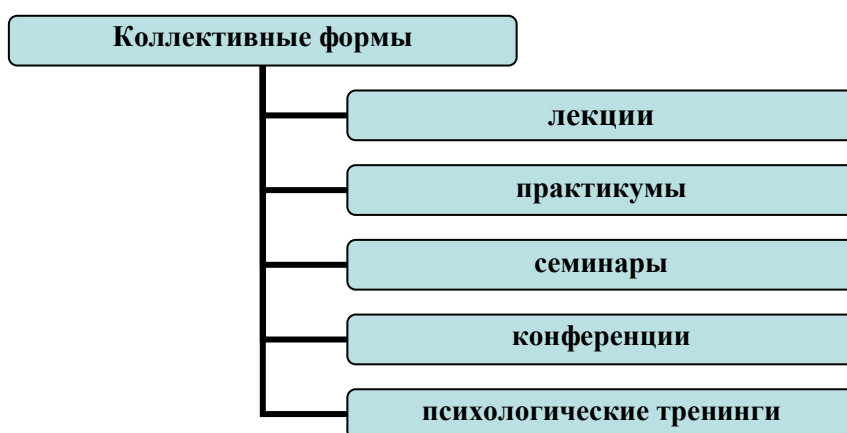 Коллективные формы
лекции
практикумы
семинары
конференции
психологические тренинги